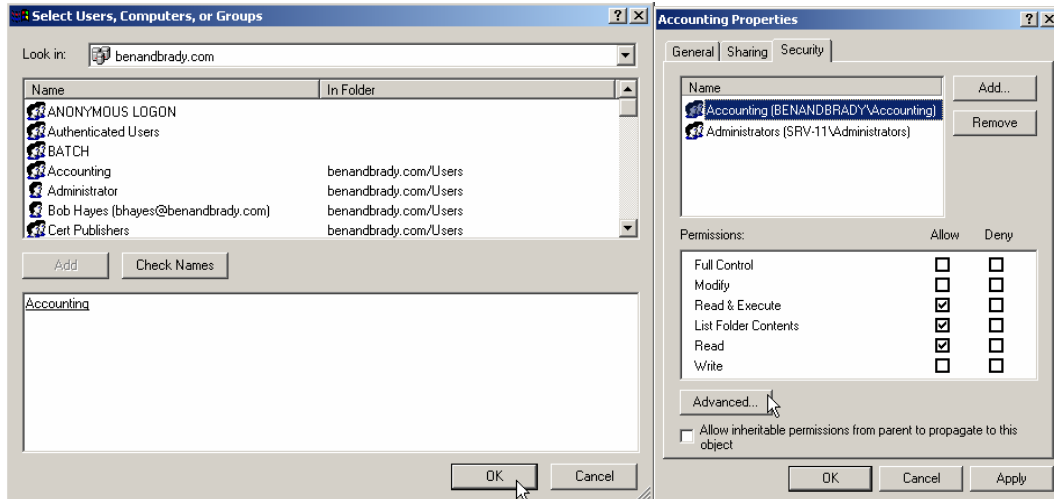 Select Users, Computers, or Groups
Look in: benandbrady.com
Name In Folder
ANONYMOUS LOGON
Authenticated Users
BATCH
Accounting benandbrady.com/Users
Administrator benandbrady.com/Users
Bob Hayes (bhayes@benandbrady.com) benandbrady.com/Users
Cert Publishers benandbrady.com/Users
Add Check Names
Accounting
OK Cancel
Accounting Properties
General Sharing Security
Name
Accounting (BENANDBRADY\Accounting)
Administrators (SRV-11\Administrators)
Add...
Remove
Permissions: Allow Deny
Full Control
Modify
Read & Execute
List Folder Contents
Read
Write
Advanced...
Allow inheritable permissions from parent to propagate to this
object
OK Cancel Apply